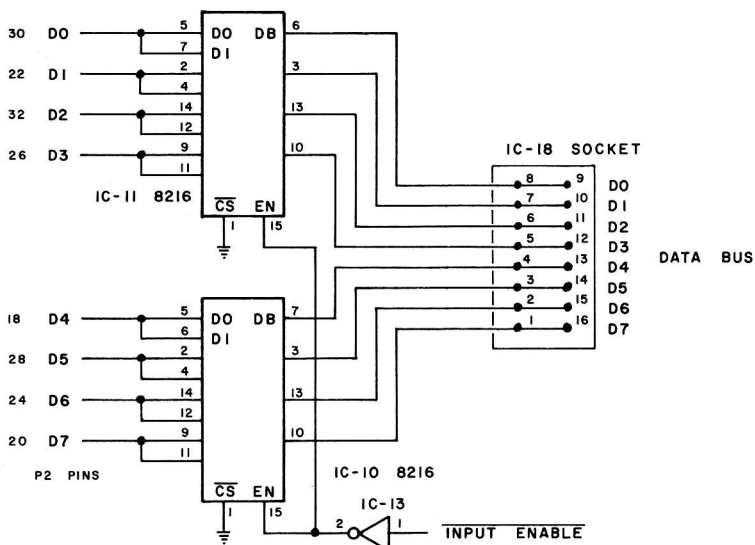 30 D0 5 DO DB 6
7 DI
22 D1 2 3
4
32 D2 14 13
12
26 D3 9 10
11
IC-11 8216
CS EN
1 15
IC-18 SOCKET
8 9 D0
7 10 D1
6 11 D2
5 12 D3
4 13 D4
3 14 D5
2 15 D6
1 16 D7
DATA BUS
18 D4 5 DO DB 7
6 DI
28 D5 2 3
4
24 D6 14 13
12
20 D7 9 10
11
P2 PINS
CS EN
1 15
IC-10 8216
IC-13
2 1 INPUT ENABLE